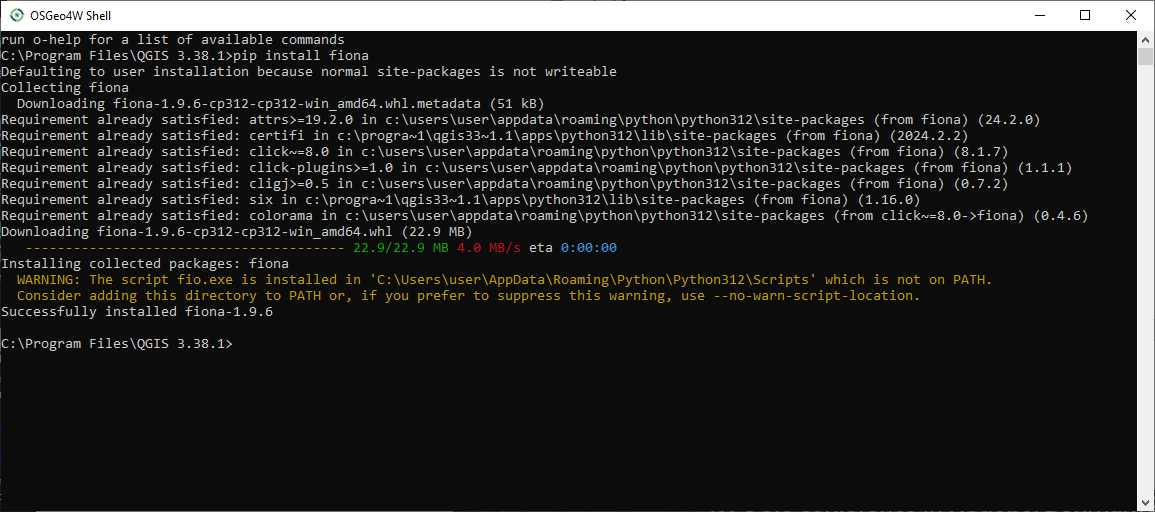 OSGeo4W Shell
run o-help for a list of available commands
C:\Program Files\QGIS 3.38.1>pip install fiona
Defaulting to user installation because normal site-packages is not writeable
Collecting fiona
  Downloading fiona-1.9.6-cp312-cp312-win_amd64.whl.metadata (51 kB)
Requirement already satisfied: attrs>=19.2.0 in c:\users\user\appdata\roaming\python\python312\site-packages (from fiona) (24.2.0)
Requirement already satisfied: certifi in c:\progra~1\qgis33~1.1\apps\python312\lib\site-packages (from fiona) (2024.2.2)
Requirement already satisfied: click~=8.0 in c:\users\user\appdata\roaming\python\python312\site-packages (from fiona) (8.1.7)
Requirement already satisfied: click-plugins>=1.0 in c:\users\user\appdata\roaming\python\python312\site-packages (from fiona) (1.1.1)
Requirement already satisfied: cligj>=0.5 in c:\users\user\appdata\roaming\python\python312\site-packages (from fiona) (0.7.2)
Requirement already satisfied: six in c:\progra~1\qgis33~1.1\apps\python312\lib\site-packages (from fiona) (1.16.0)
Requirement already satisfied: colorama in c:\users\user\appdata\roaming\python\python312\site-packages (from click~=8.0->fiona) (0.4.6)
Downloading fiona-1.9.6-cp312-cp312-win_amd64.whl (22.9 MB)
   ---------------------------------------- 22.9/22.9 MB 4.0 MB/s eta 0:00:00
Installing collected packages: fiona
  WARNING: The script fio.exe is installed in 'C:\Users\user\AppData\Roaming\Python\Python312\Scripts' which is not on PATH.
  Consider adding this directory to PATH or, if you prefer to suppress this warning, use --no-warn-script-location.
Successfully installed fiona-1.9.6
C:\Program Files\QGIS 3.38.1>